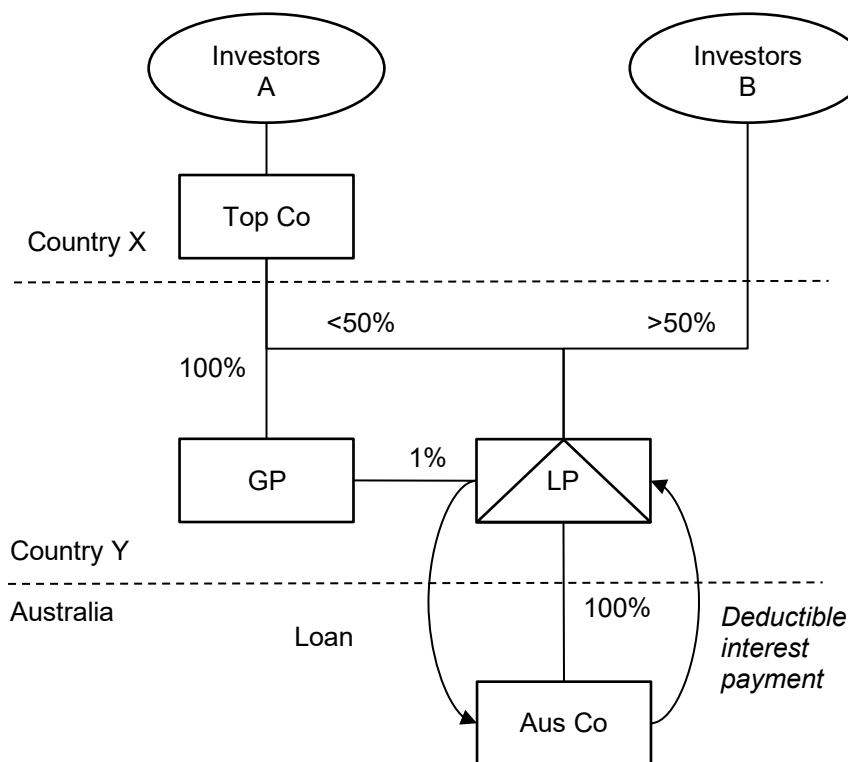 Investors
A
Investors
B
Top Co
Country X
<50%
>50%
100%
GP
1%
LP
Country Y
Australia
100%
Loan
Deductible
interest
payment
Aus Co